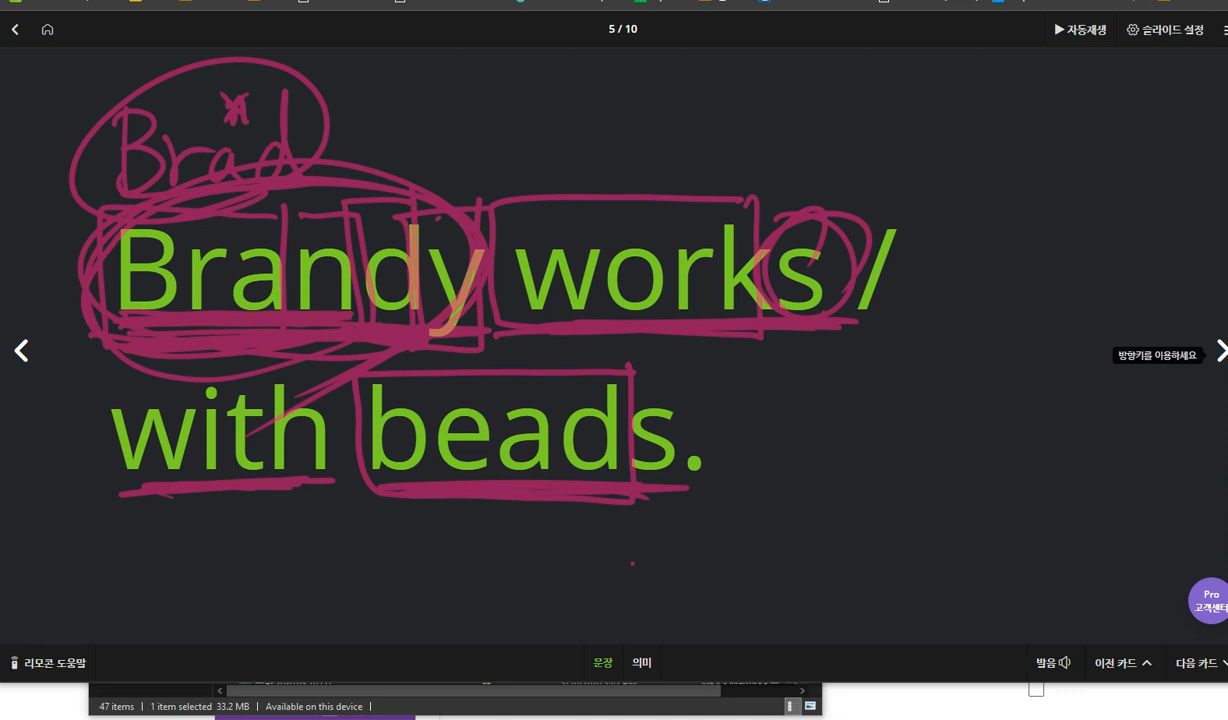 5 / 10
자동재생
슬라이드 설정
Braid
Brandy works /
with beads.
방향키를 이용하세요
Pro
고객센터
리모콘 도움말
문장
의미
발음
이전 카드
다음 카드
47 items
1 item selected 33.2 MB
Available on this device